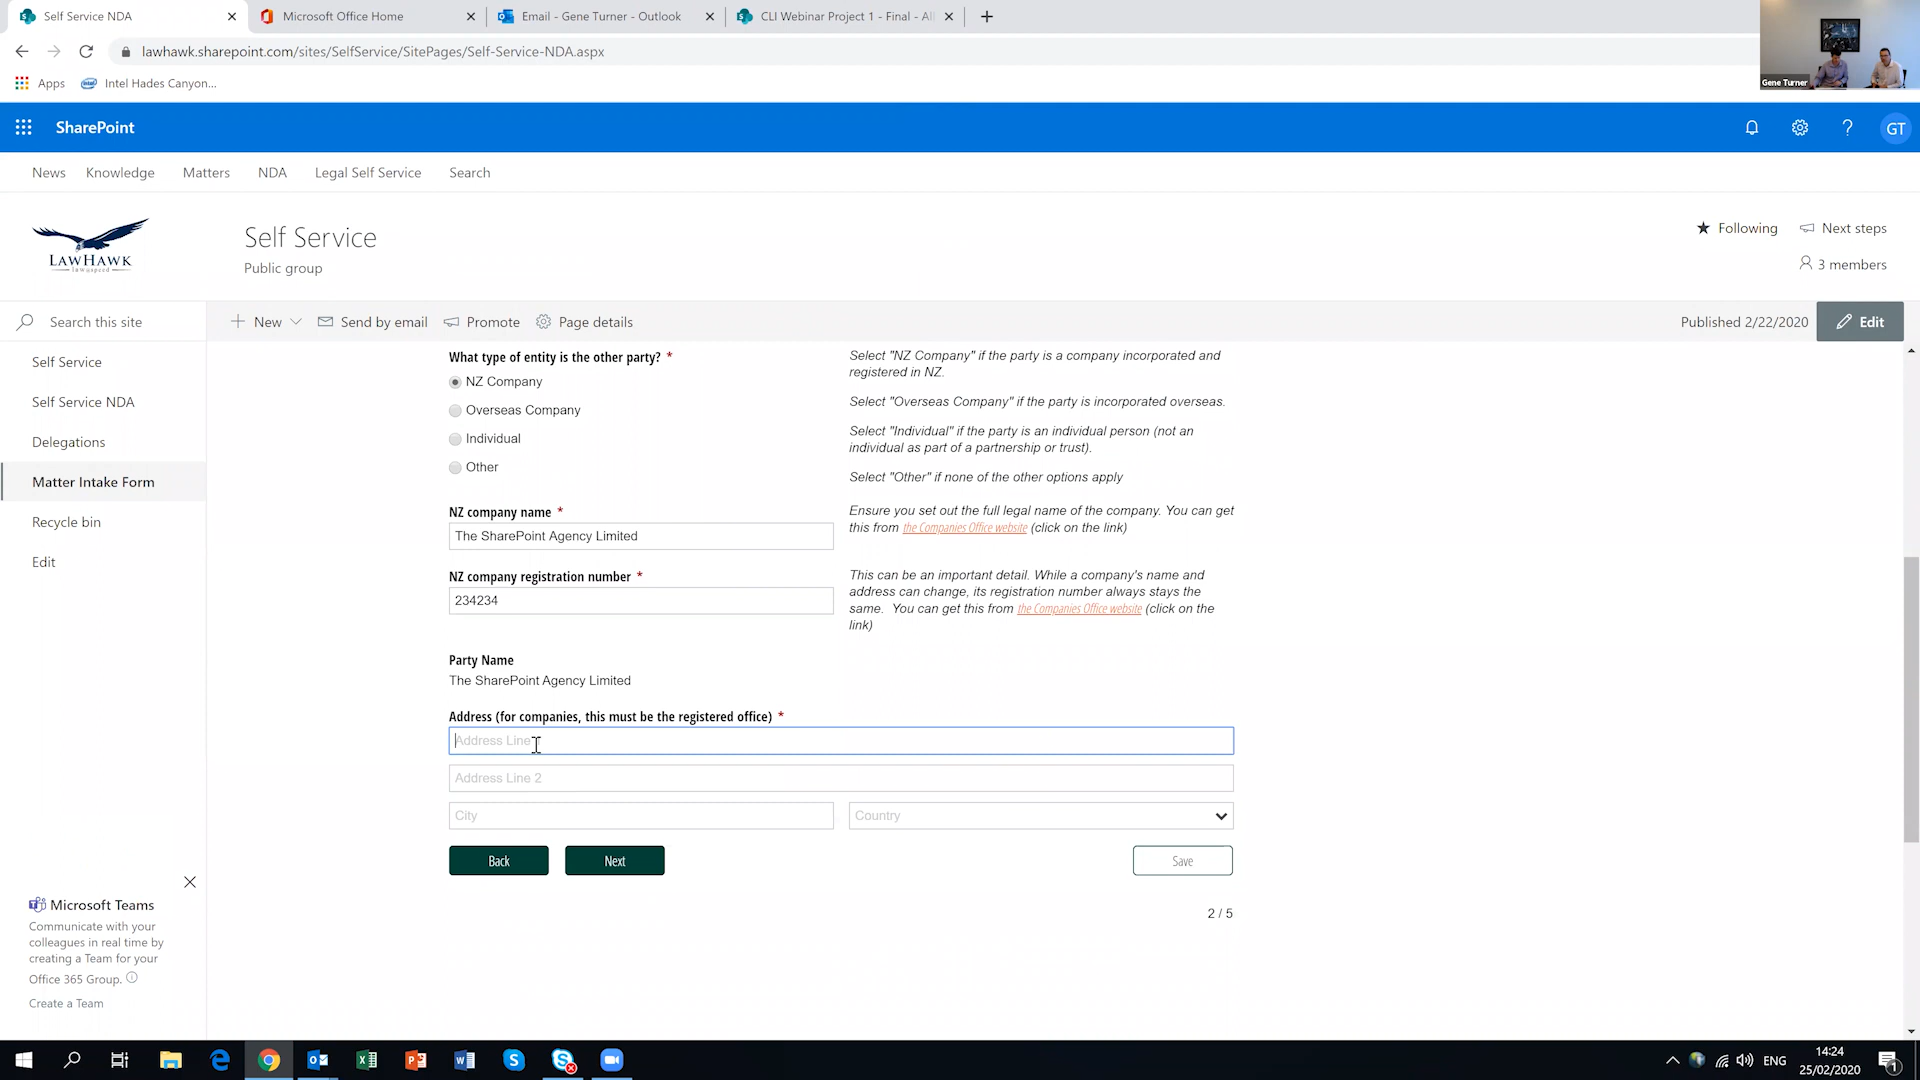 Self Service NDA
Microsoft Office Home
Email - Gene Turner - Outlook
CLI Webinar Project 1 - Final - Al
lawhawk.sharepoint.com/sites/SelfService/SitePages/Self-Service-NDA.aspx
Apps
Intel Hades Canyon...
Gene Turner
SharePoint
GT
News
Knowledge
Matters
NDA
Legal Self Service
Search
LAWHAWK
law@speed
Self Service
Public group
Following
Next steps
3 members
Search this site
New
Send by email
Promote
Page details
Published 2/22/2020
Edit
Self Service
Self Service NDA
Delegations
Matter Intake Form
Recycle bin
Edit
What type of entity is the other party? *
NZ Company
Overseas Company
Individual
Other
Select "NZ Company" if the party is a company incorporated and
registered in NZ.
Select "Overseas Company" if the party is incorporated overseas.
Select "Individual" if the party is an individual person (not an
individual as part of a partnership or trust).
Select "Other" if none of the other options apply
NZ company name *
The SharePoint Agency Limited
Ensure you set out the full legal name of the company. You can get
this from the Companies Office website (click on the link)
NZ company registration number *
234234
This can be an important detail. While a company's name and
address can change, its registration number always stays the
same. You can get this from the Companies Office website (click on the
link)
Party Name
The SharePoint Agency Limited
Address (for companies, this must be the registered office) *
Address Line 1
Address Line 2
City
Country
Back
Next
Save
2 / 5
Microsoft Teams
Communicate with your
colleagues in real time by
creating a Team for your
Office 365 Group.
Create a Team
ENG
14:24
25/02/2020
1